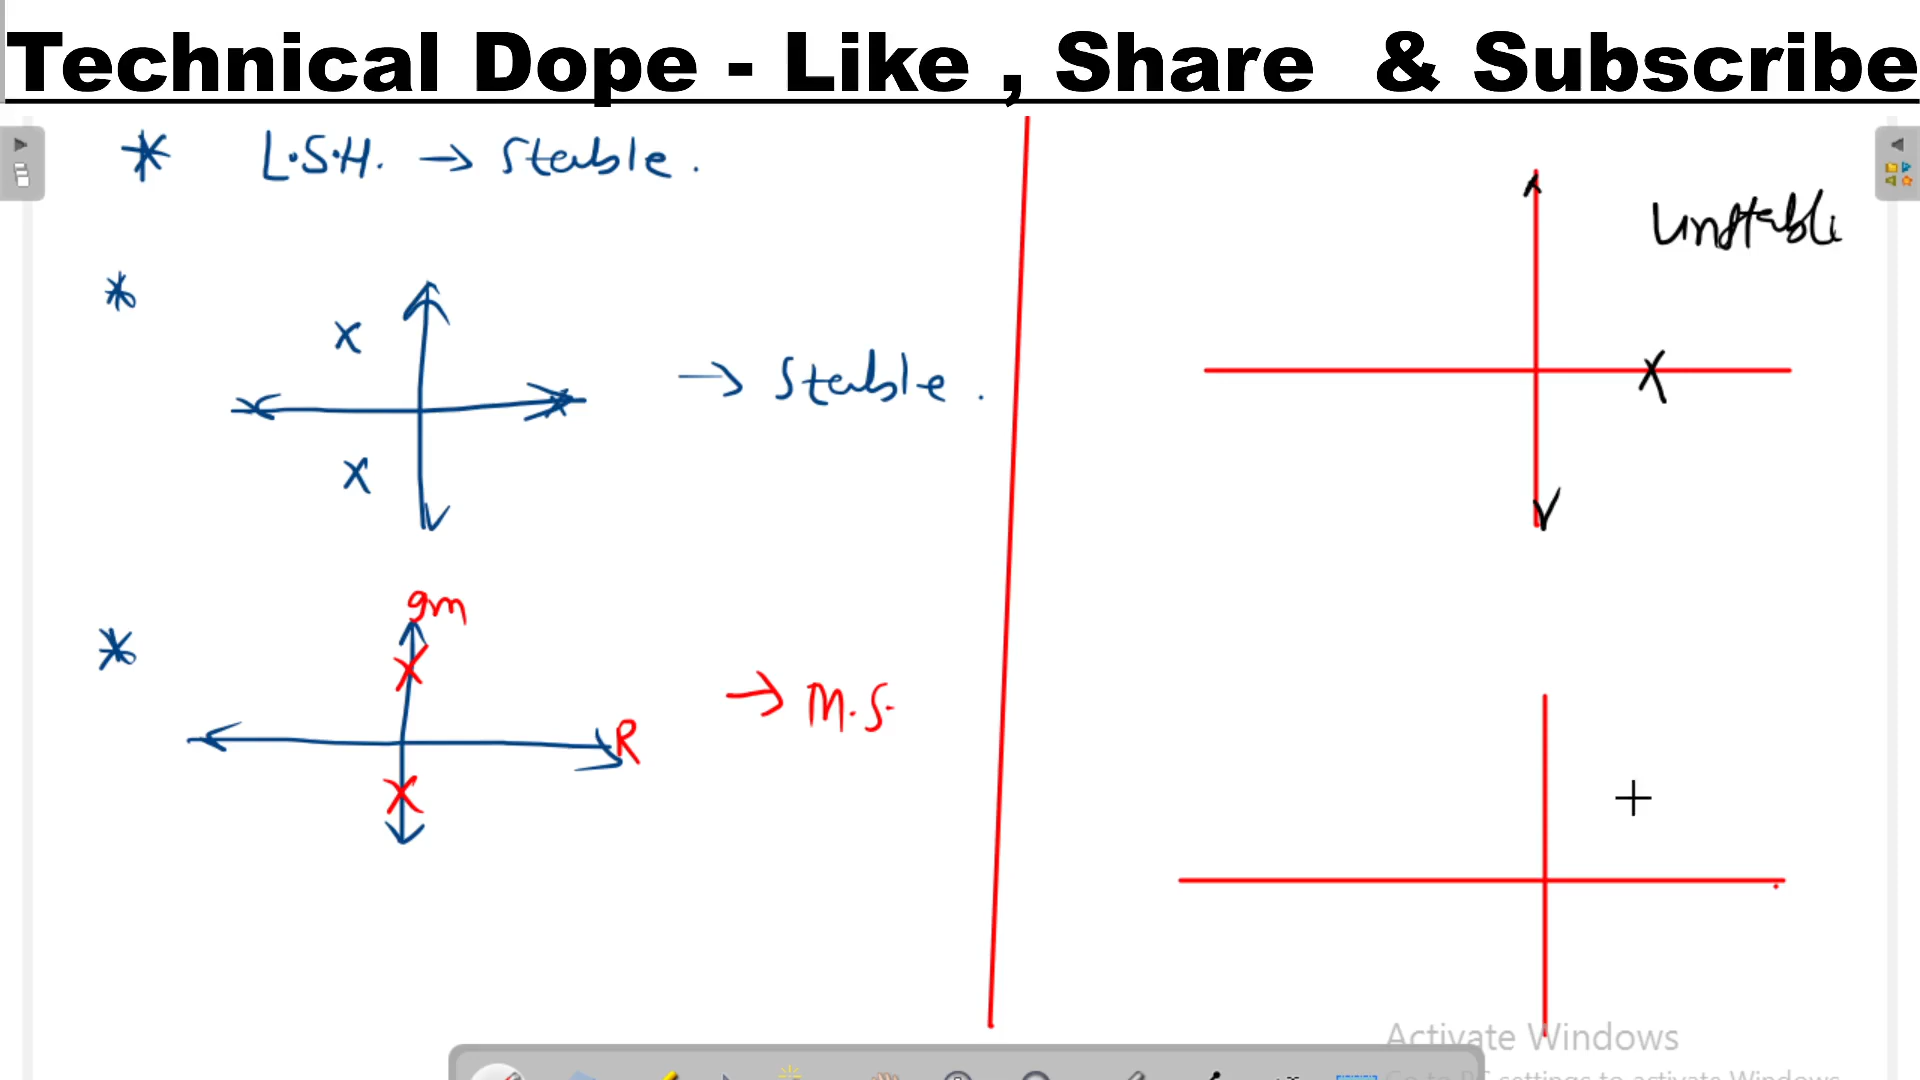 Technical Dope - Like , Share & Subscribe
* L.S.H. → Stable .
* x x → Stable .
* gm x R x → M.S.
Unstable
x
Activate Windows